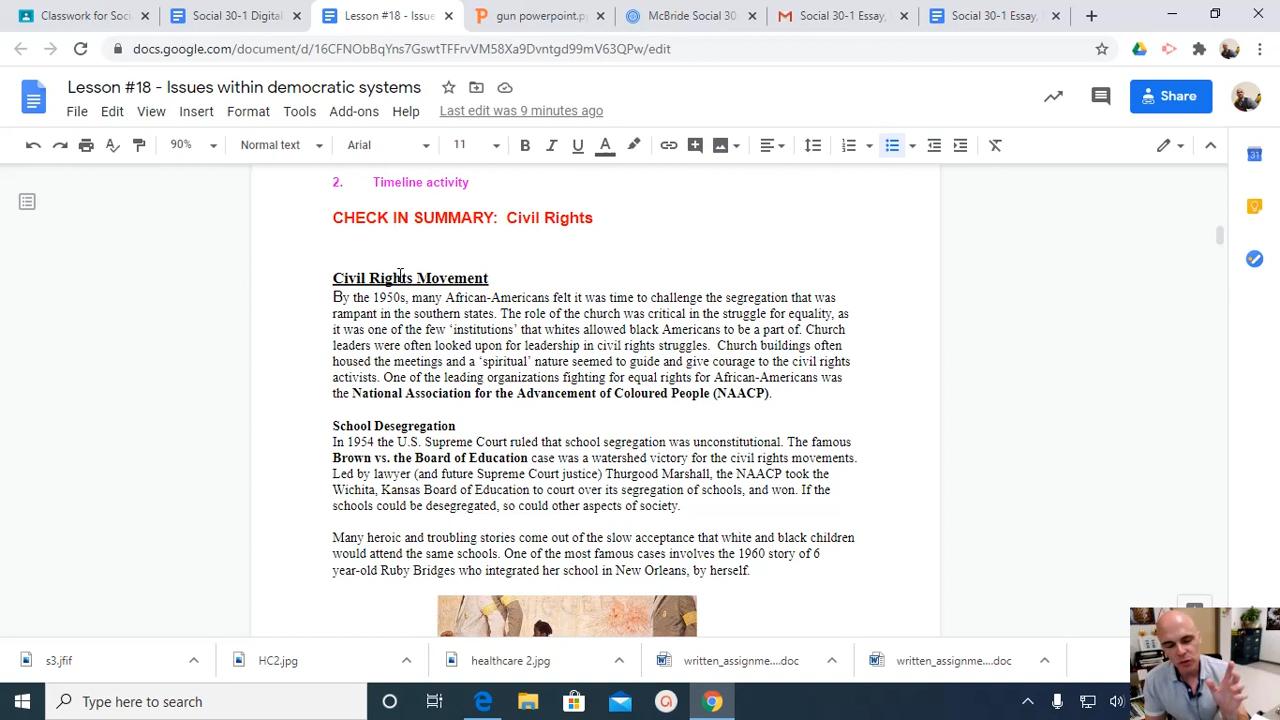 Classwork for Social 30
Social 30-1 Digital
Lesson #18 - Issue
gun powerpoint.p
McBride Social 30
Social 30-1 Essay,
Social 30-1 Essay,
docs.google.com/document/d/16CFNObBqYns7GswtTFFrvVM58Xa9Dvntgd99mV63QPw/edit
Lesson #18 - Issues within democratic systems
File Edit View Insert Format Tools Add-ons Help Last edit was 9 minutes ago
Share
90% Normal text Arial 11
2. Timeline activity
CHECK IN SUMMARY: Civil Rights
Civil Rights Movement
By the 1950s, many African-Americans felt it was time to challenge the segregation that was
rampant in the southern states. The role of the church was critical in the struggle for equality, as
it was one of the few ‘institutions’ that whites allowed black Americans to be a part of. Church
leaders were often looked upon for leadership in civil rights struggles. Church buildings often
housed the meetings and a ‘spiritual’ nature seemed to guide and give courage to the civil rights
activists. One of the leading organizations fighting for equal rights for African-Americans was
the National Association for the Advancement of Coloured People (NAACP).
School Desegregation
In 1954 the U.S. Supreme Court ruled that school segregation was unconstitutional. The famous
Brown vs. the Board of Education case was a watershed victory for the civil rights movements.
Led by lawyer (and future Supreme Court justice) Thurgood Marshall, the NAACP took the
Wichita, Kansas Board of Education to court over its segregation of schools, and won. If the
schools could be desegregated, so could other aspects of society.
Many heroic and troubling stories come out of the slow acceptance that white and black children
would attend the same schools. One of the most famous cases involves the 1960 story of 6
year-old Ruby Bridges who integrated her school in New Orleans, by herself.
s3.jfif
HC2.jpg
healthcare 2.jpg
written_assignme....doc
written_assignme....doc
Type here to search